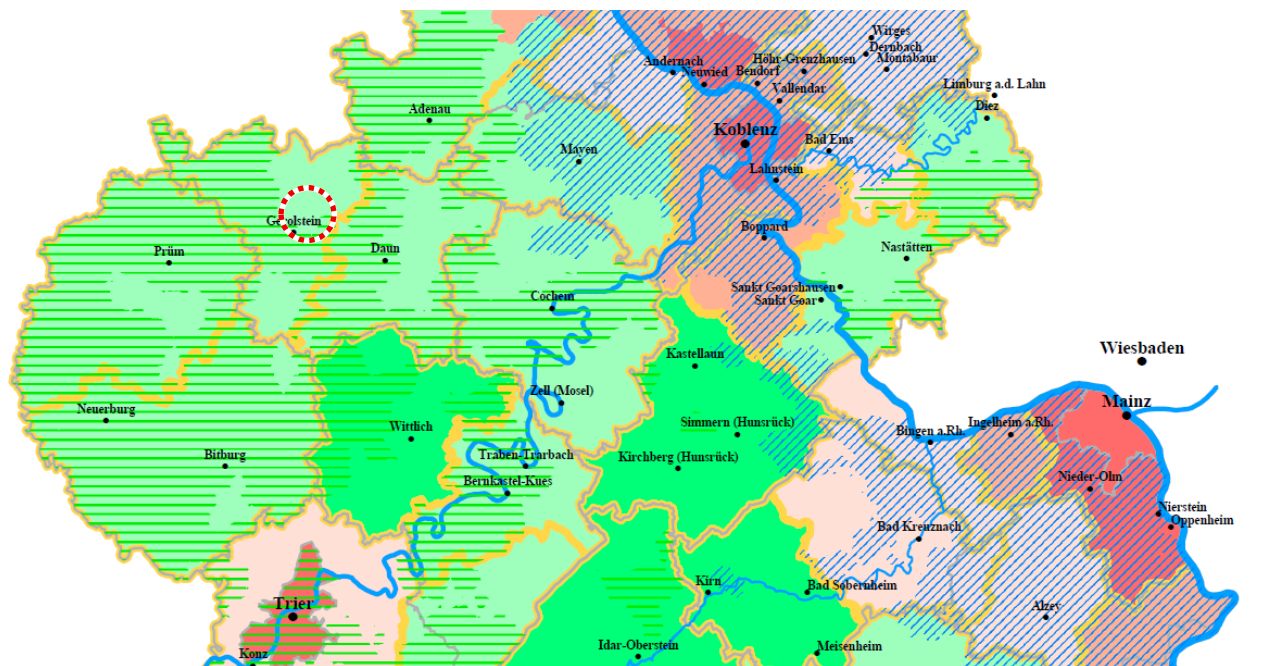 Wirges
Dernbach
Höhr-Grenzhausen
Montabaur
Andernach
Neuwied
Bendorf
Limburg a.d. Lahn
Vallendar
Diez
Adenau
Koblenz
Bad Ems
Mayen
Lahnstein
Gerolstein
Boppard
Prüm
Daun
Nastätten
Sankt Goarshausen
Cochem
Sankt Goar
Wiesbaden
Kastellaun
Zell (Mosel)
Mainz
Neuerburg
Wittlich
Simmern (Hunsrück)
Bingen a.Rh.
Ingelheim a.Rh.
Bitburg
Traben-Trarbach
Kirchberg (Hunsrück)
Bernkastel-Kues
Nieder-Olm
Nierstein
Oppenheim
Bad Kreuznach
Kirn
Bad Sobernheim
Trier
Alzey
Idar-Oberstein
Meisenheim
Konz